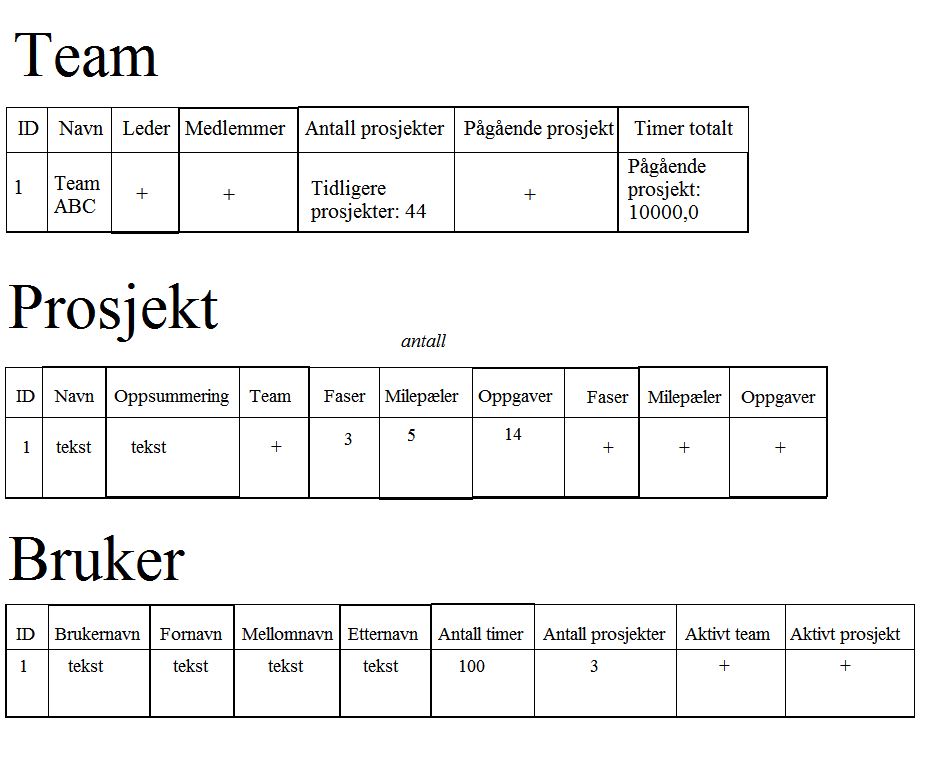 Team
ID Navn Leder Medlemmer Antall prosjekter Pågående prosjekt Timer totalt
1 Team ABC + + Tidligere prosjekter: 44 + Pågående prosjekt: 10000,0
Prosjekt
antall
ID Navn Oppsummering Team Faser Milepæler Oppgaver Faser Milepæler Oppgaver
1 tekst tekst + 3 5 14 + + +
Bruker
ID Brukernavn Fornavn Mellomnavn Etternavn Antall timer Antall prosjekter Aktivt team Aktivt prosjekt
1 tekst tekst tekst tekst 100 3 + +